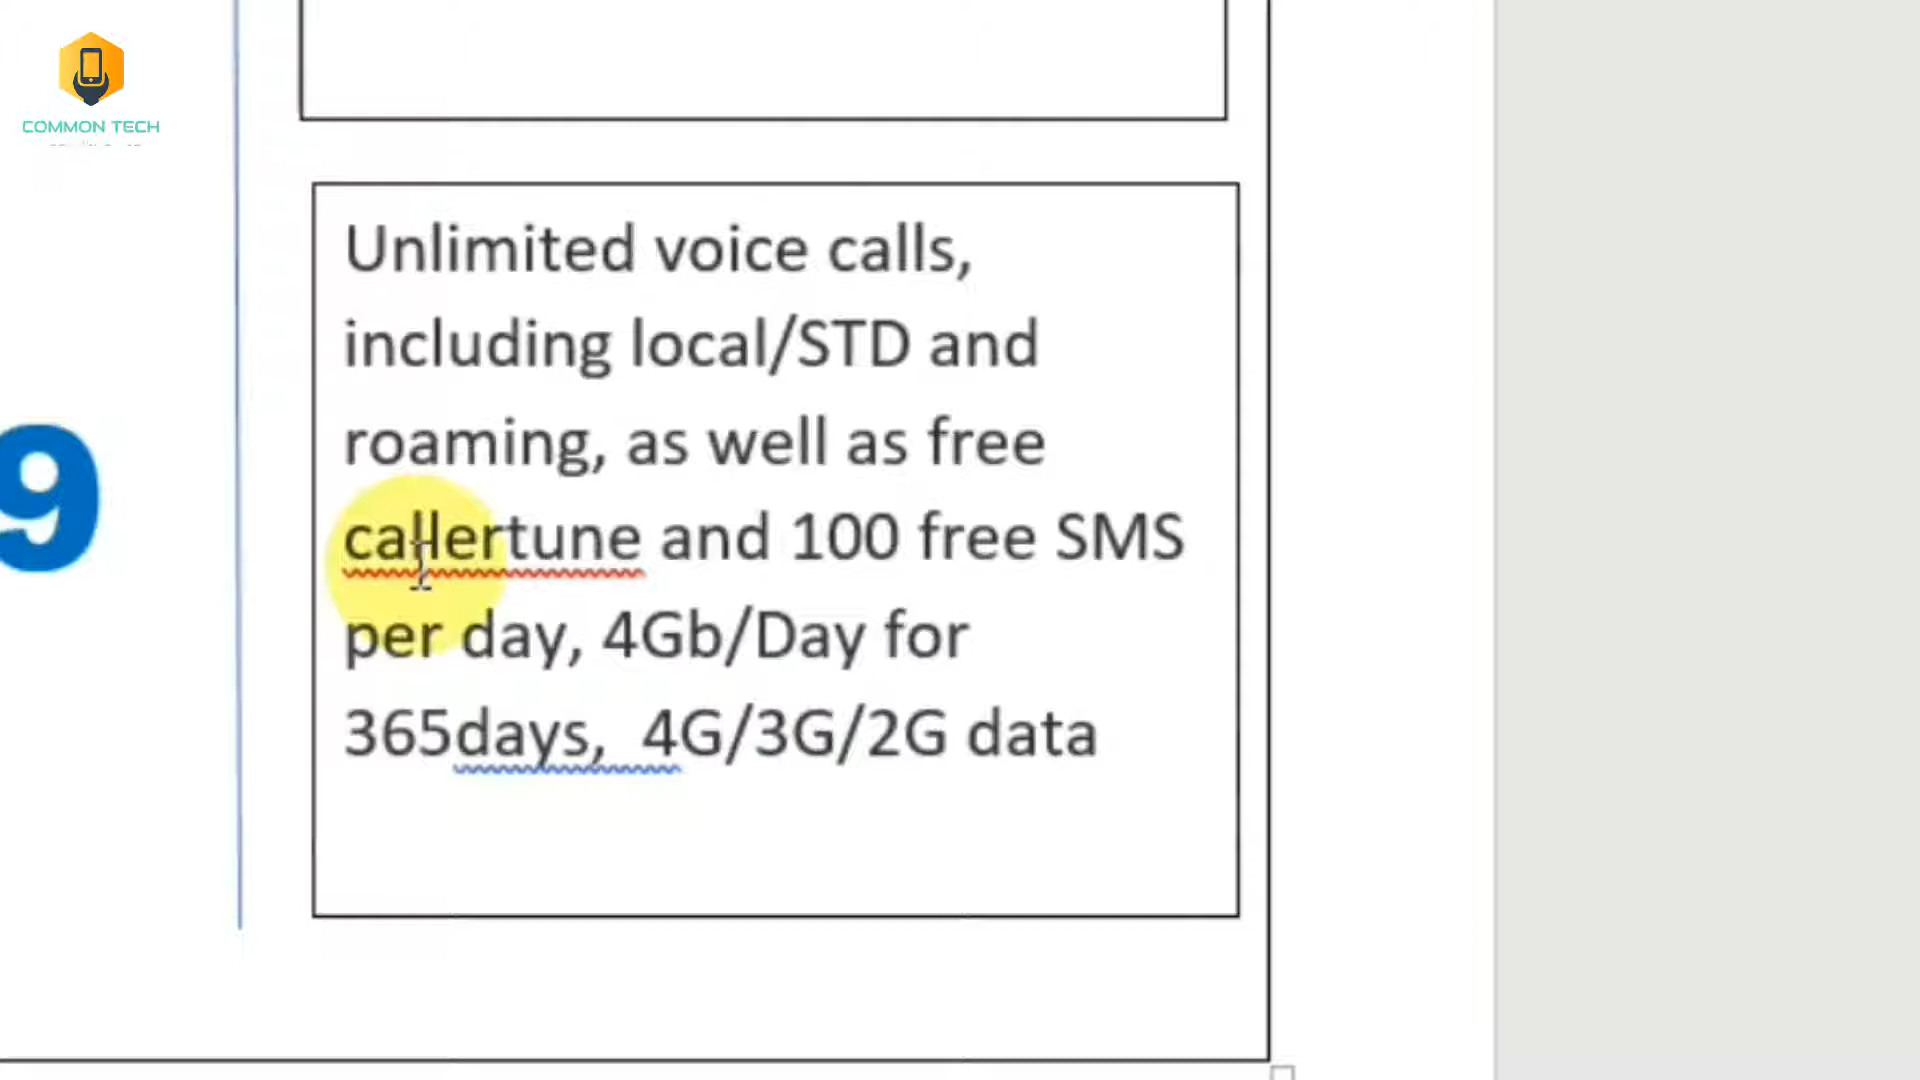 COMMON TECH
9
Unlimited voice calls,
including local/STD and
roaming, as well as free
callertune and 100 free SMS
per day, 4Gb/Day for
365days,  4G/3G/2G data